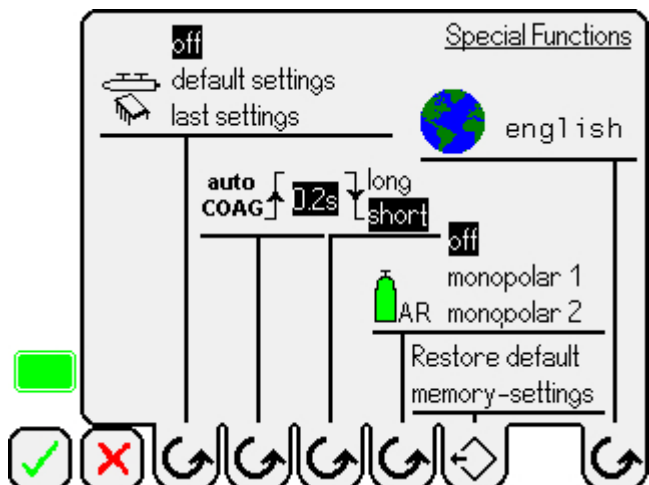 Special Functions
off
default settings
last settings
english
auto
COAG
0.2s
long
short
off
monopolar 1
monopolar 2
AR
Restore default
memory-settings